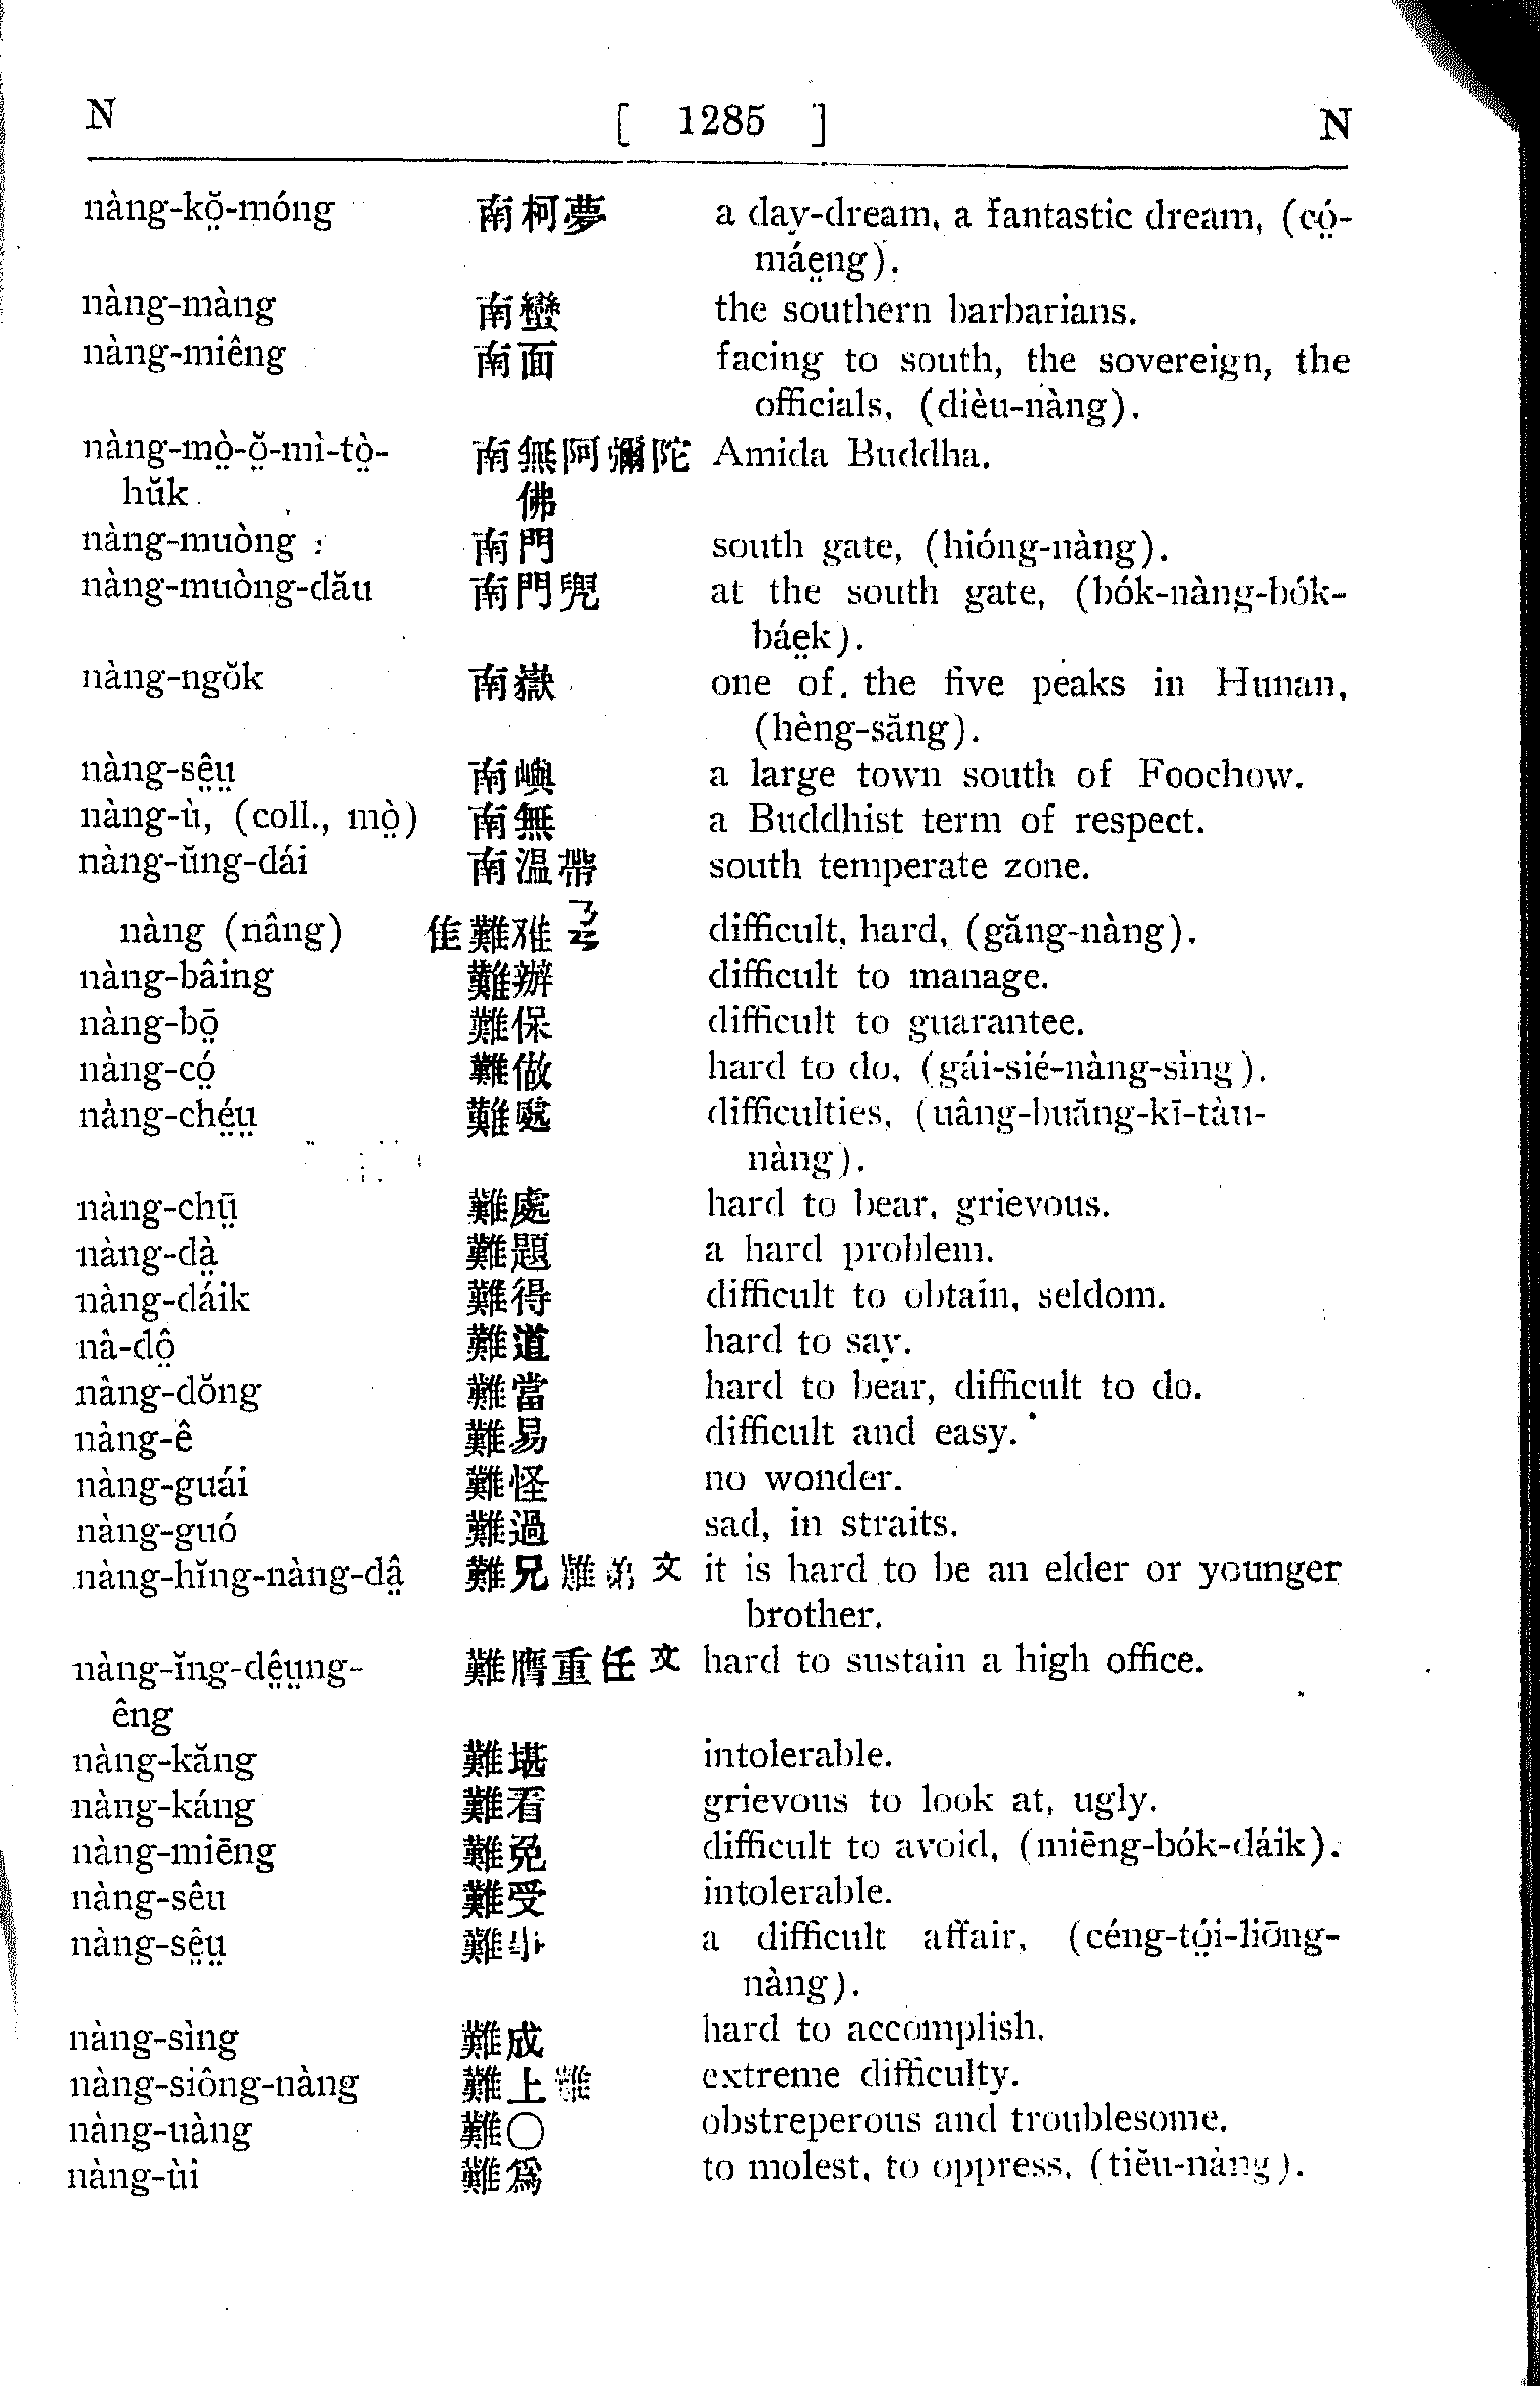 N [ 1285 ] N
nàng-kŏ̤-móng 南柯夢 a day-dream, a fantastic dream, (có̤-
máe̤ng).
nàng-màng 南蠻 the southern barbarians.
nàng-miêng 南面 facing to south, the sovereign, the
officials, (dièu-nàng).
nàng-mò̤-ŏ̤-mì-tò̤- 南無阿彌陀 Amida Buddha.
hŭk 佛
nàng-muòng 南門 south gate, (hióng-nàng).
nàng-muòng-dău 南門兜 at the south gate, (bók-nàng-bók-
báe̤k).
nàng-ngŏk 南嶽 one of the five peaks in Hunan,
(hèng-săng).
nàng-sê̤ṳ 南嶼 a large town south of Foochow.
nàng-ù, (coll., mò̤) 南無 a Buddhist term of respect.
nàng-ŭng-dái 南溫帶 south temperate zone.
nàng (nâng) 隹難难 difficult, hard, (găng-nàng).
nàng-bâing 難辦 difficult to manage.
nàng-bō̤ 難保 difficult to guarantee.
nàng-có̤ 難做 hard to do, (gái-sié-nàng-sìng).
nàng-ché̤ṳ 難處 difficulties, (uâng-buăng-kī-tàu-
nàng).
nàng-chṳ̄ 難處 hard to bear, grievous.
nàng-dà̤ 難題 a hard problem.
nàng-dáik 難得 difficult to obtain, seldom.
nâ-dô̤ 難道 hard to say.
nâng-dŏng 難當 hard to bear, difficult to do.
nàng-ê 難易 difficult and easy.
nàng-guái 難怪 no wonder.
nàng-guó 難過 sad, in straits.
nàng-hĭng-nàng-dâ̤ 難兄難弟文 it is hard to be an elder or younger
brother.
nàng-ĭng-dê̤ṳng- 難膺重任文 hard to sustain a high office.
êng
nàng-kăng 難堪 intolerable.
nàng-káng 難看 grievous to look at, ugly.
nàng-miēng 難免 difficult to avoid, (miēng-bók-dáik).
nàng-sêu 難受 intolerable.
nàng-sê̤ṳ 難 a difficult affair, (céng-tó̤i-liōng-
nàng).
nàng-sìng 難成 hard to accomplish.
nàng-siông-nàng 難上難 extreme difficulty.
nàng-uàng 難〇 obstreperous and troublesome.
nàng-ùi 難爲 to molest, to oppress, (tiĕu-nàng).